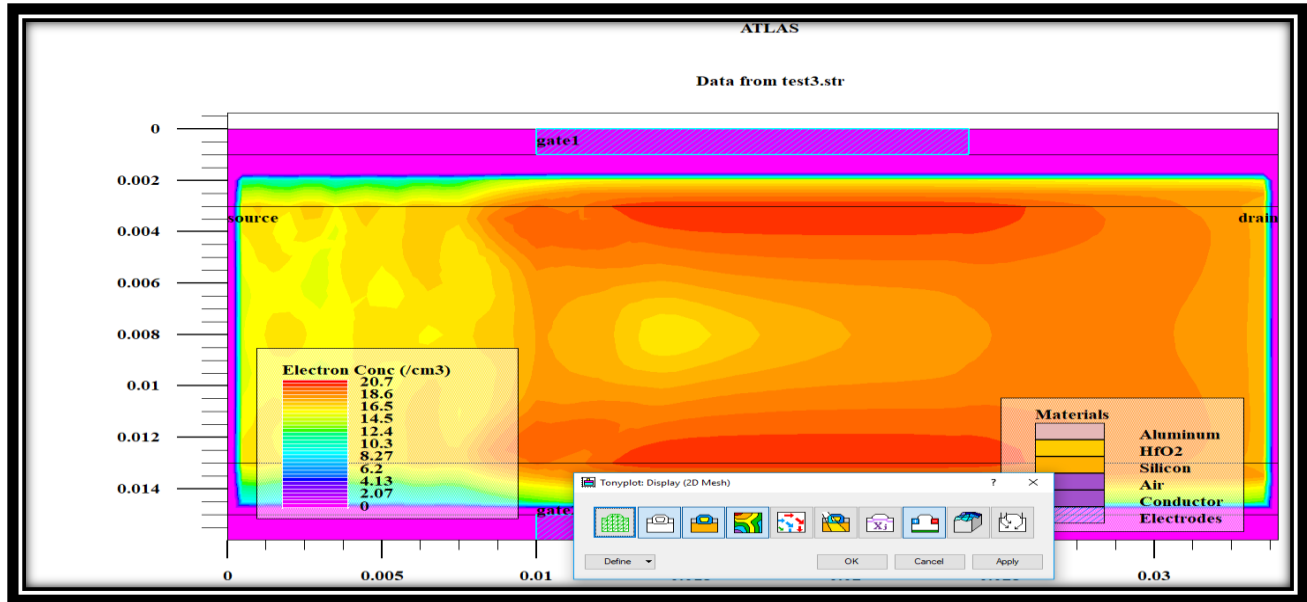 ATLAS
Data from test3.str
0
gate1
0.002
source
drain
0.004
0.006
0.008
Electron Conc (/cm3)
20.7
18.6
16.5
14.5
12.4
10.3
8.27
6.2
4.13
2.07
0
0.01
0.012
0.014
Materials
Aluminum
HfO2
Silicon
Air
Conductor
Electrodes
gate
Tonyplot: Display (2D Mesh)
?
Xj
Define
OK
Cancel
Apply
0
0.005
0.01
0.03